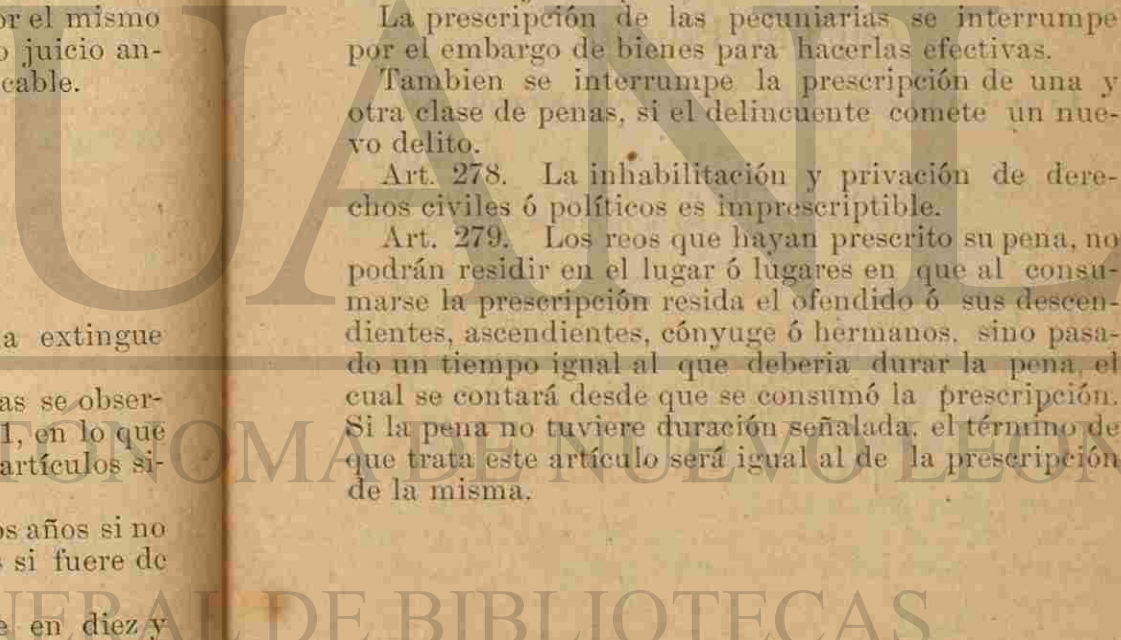 or el mismo
o juicio an-
cable.
a extingue
as se obser-
1, en lo que
artículos si-
os años si no
s si fuere de
e en diez y
La prescripción de las pecuniarias se interrumpe
por el embargo de bienes para hacerlas efectivas.
Tambien se interrumpe la prescripción de una y
otra clase de penas, si el delincuente comete un nue-
vo delito.
Art. 278. La inhabilitación y privación de dere-
chos civiles ó políticos es imprescriptible.
Art. 279. Los reos que hayan prescrito su pena, no
podrán residir en el lugar ó lugares en que al consu-
marse la prescripción resida el ofendido ó sus descen-
dientes, ascendientes, cónyuge ó hermanos, sino pasa-
do un tiempo igual al que deberia durar la pena, el
cual se contará desde que se consumó la prescripción.
Si la pena no tuviere duración señalada, el término de
que trata este artículo será igual al de la prescripción
de la misma.
UANL
TÓNOMA DE NUEVO LEÓN
NERAL DE BIBLIOTECAS